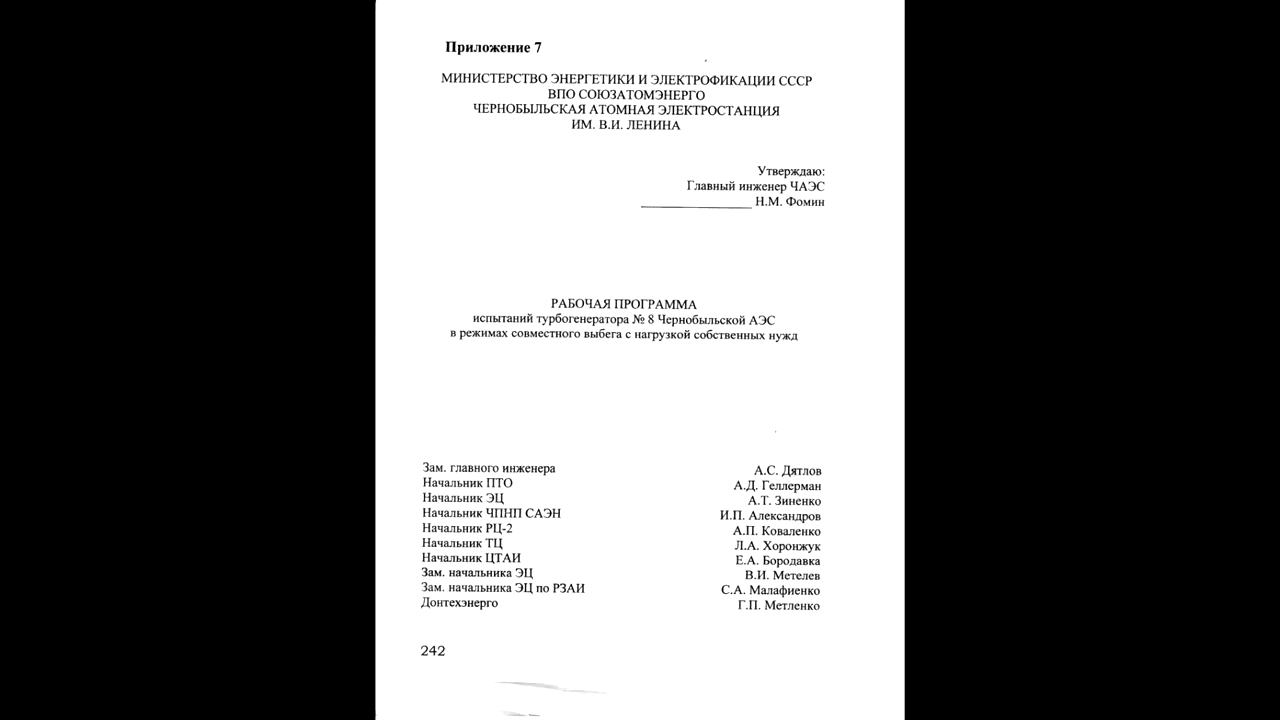 Приложение 7
МИНИСТЕРСТВО ЭНЕРГЕТИКИ И ЭЛЕКТРОФИКАЦИИ СССР
ВПО СОЮЗАТОМЭНЕРГО
ЧЕРНОБЫЛЬСКАЯ АТОМНАЯ ЭЛЕКТРОСТАНЦИЯ
ИМ. В.И. ЛЕНИНА
Утверждаю:
Главный инженер ЧАЭС
Н.М. Фомин
РАБОЧАЯ ПРОГРАММА
испытаний турбогенератора № 8 Чернобыльской АЭС
в режимах совместного выбега с нагрузкой собственных нужд
Зам. главного инженера А.С. Дятлов
Начальник ПТО А.Д. Геллерман
Начальник ЭЦ А.Т. Зиненко
Начальник ЧПНП САЭН И.П. Александров
Начальник РЦ-2 А.П. Коваленко
Начальник ТЦ Л.А. Хоронжук
Начальник ЦТАИ Е.А. Бородавка
Зам. начальника ЭЦ В.И. Метелев
Зам. начальника ЭЦ по РЗАИ С.А. Малафиенко
Донтехэнерго Г.П. Метленко
242